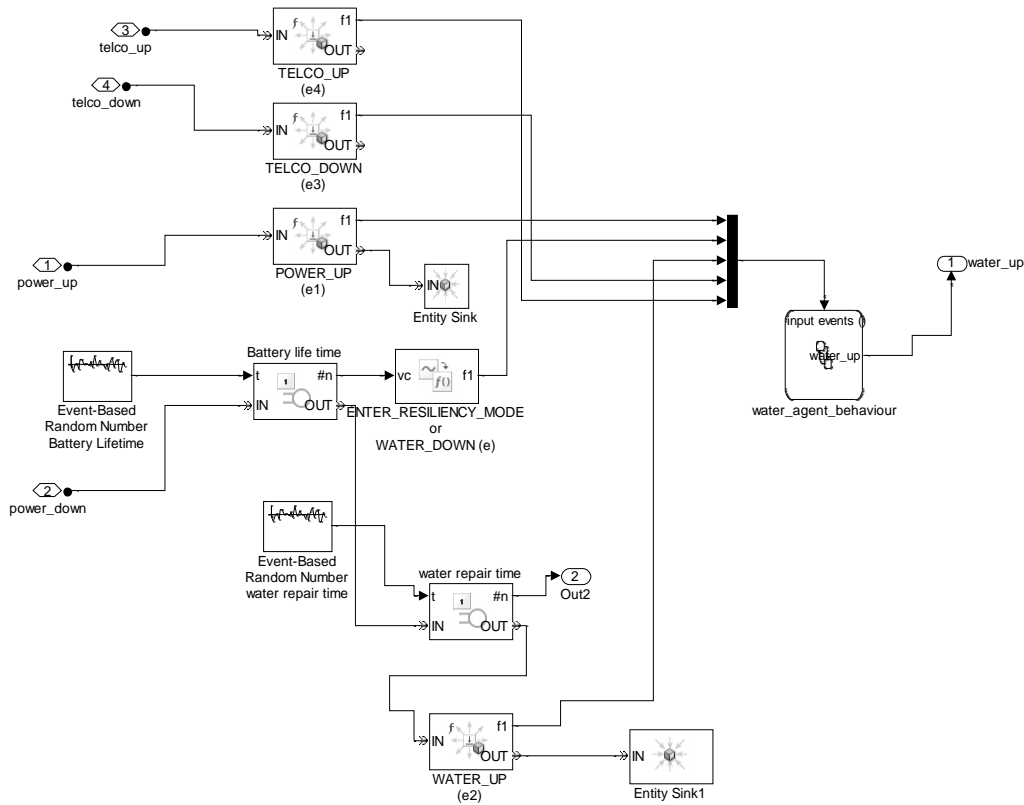 3
telco_up
IN
f1
OUT
TELCO_UP
(e4)
4
telco_down
IN
f1
OUT
TELCO_DOWN
(e3)
1
power_up
IN
f1
OUT
POWER_UP
(e1)
IN
Entity Sink
Event-Based
Random Number
Battery Lifetime
Battery life time
t
#n
1
IN
OUT
vc
f()
f1
ENTER_RESILIENCY_MODE
or
WATER_DOWN (e)
2
power_down
Event-Based
Random Number
water repair time
water repair time
t
#n
1
IN
OUT
2
Out2
IN
f1
OUT
WATER_UP
(e2)
IN
Entity Sink1
input events ()
water_up
water_agent_behaviour
1
water_up